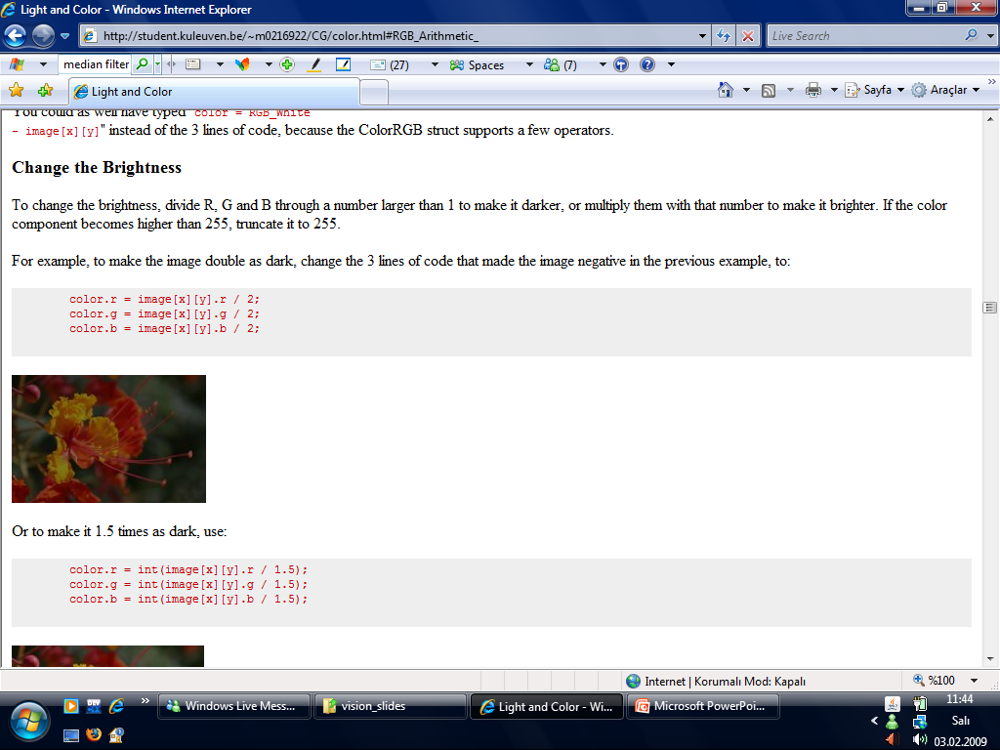 Light and Color - Windows Internet Explorer
http://student.kuleuven.be/~m0216922/CG/color.html#RGB_Arithmetic_
Live Search
median filter
(27)
Spaces
(7)
Light and Color
Sayfa
Araçlar
You could as well have typed "color = RGB_White
- image[x][y]" instead of the 3 lines of code, because the ColorRGB struct supports a few operators.
Change the Brightness
To change the brightness, divide R, G and B through a number larger than 1 to make it darker, or multiply them with that number to make it brighter. If the color
component becomes higher than 255, truncate it to 255.
For example, to make the image double as dark, change the 3 lines of code that made the image negative in the previous example, to:
color.r = image[x][y].r / 2;
color.g = image[x][y].g / 2;
color.b = image[x][y].b / 2;
Or to make it 1.5 times as dark, use:
color.r = int(image[x][y].r / 1.5);
color.g = int(image[x][y].g / 1.5);
color.b = int(image[x][y].b / 1.5);
Internet | Korumalı Mod: Kapalı
%100
Windows Live Mess...
vision_slides
Light and Color - Wi...
Microsoft PowerPoi...
11:44
Salı
03.02.2009